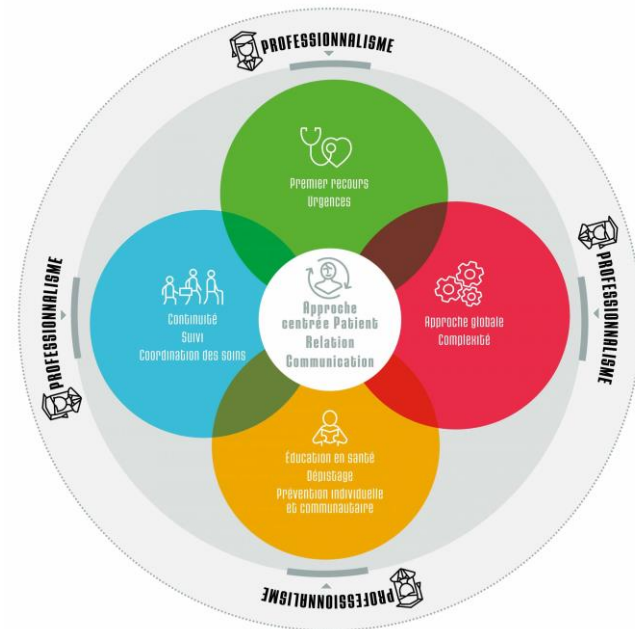 PROFESSIONNALISME
Premier recours
Urgences
PROFESSIONNALISME
Continuité
Suivi
Coordination des soins
Approche
centrée Patient
Relation
Communication
Approche globale
Complexité
PROFESSIONNALISME
Éducation en santé
Dépistage
Prévention individuelle
et communautaire
PROFESSIONNALISME